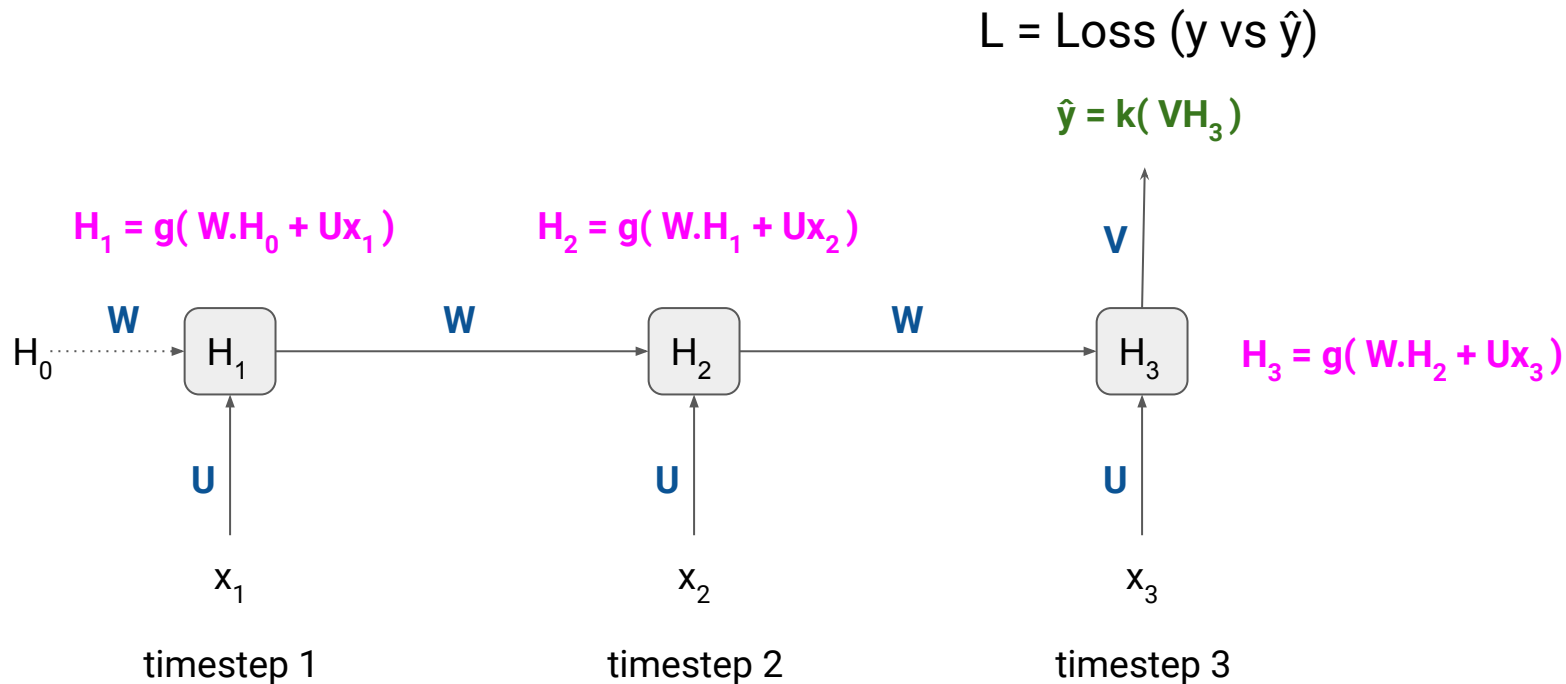 L = Loss (y vs ŷ)
ŷ = k( VH₃ )
H₁ = g( W.H₀ + Ux₁ )
H₂ = g( W.H₁ + Ux₂ )
V
W
W
W
H₀
H₁
H₂
H₃
H₃ = g( W.H₂ + Ux₃ )
U
U
U
x₁
x₂
x₃
timestep 1
timestep 2
timestep 3